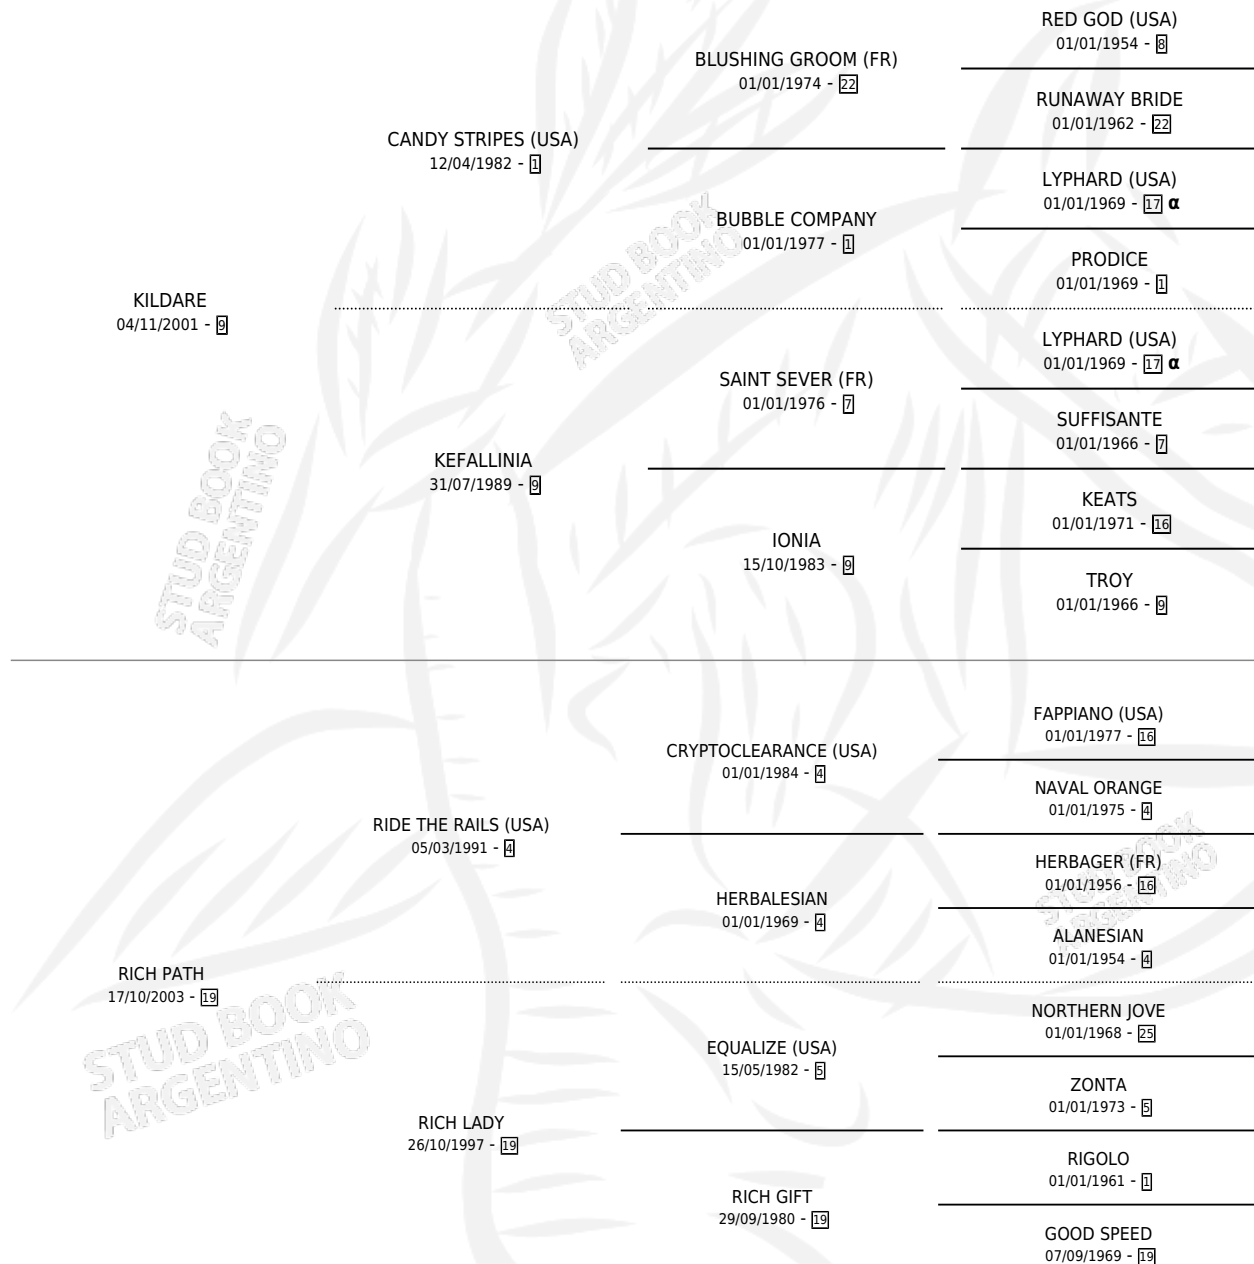 RED GOD (USA)
01/01/1954 - 8
BLUSHING GROOM (FR)
01/01/1974 - 22
RUNAWAY BRIDE
01/01/1962 - 22
CANDY STRIPES (USA)
12/04/1982 - 1
LYPHARD (USA)
01/01/1969 - 17 α
BUBBLE COMPANY
01/01/1977 - 1
PRODICE
01/01/1969 - 1
KILDARE
04/11/2001 - 9
LYPHARD (USA)
01/01/1969 - 17 α
SAINT SEVER (FR)
01/01/1976 - 7
SUFFISANTE
01/01/1966 - 7
KEFALLINIA
31/07/1989 - 9
KEATS
01/01/1971 - 16
IONIA
15/10/1983 - 9
TROY
01/01/1966 - 9
FAPPIANO (USA)
01/01/1977 - 16
CRYPTOCLEARANCE (USA)
01/01/1984 - 4
NAVAL ORANGE
01/01/1975 - 4
RIDE THE RAILS (USA)
05/03/1991 - 4
HERBAGER (FR)
01/01/1956 - 16
HERBALESIAN
01/01/1969 - 4
ALANESIAN
01/01/1954 - 4
RICH PATH
17/10/2003 - 19
NORTHERN JOVE
01/01/1968 - 25
EQUALIZE (USA)
15/05/1982 - 5
ZONTA
01/01/1973 - 5
RICH LADY
26/10/1997 - 19
RIGOLO
01/01/1961 - 1
RICH GIFT
29/09/1980 - 19
GOOD SPEED
07/09/1969 - 19
STUD BOOK
ARGENTINO
STUD BOOK
ARGENTINO
STUD BOOK
ARGENTINO
STUD BOOK
ARGENTINO